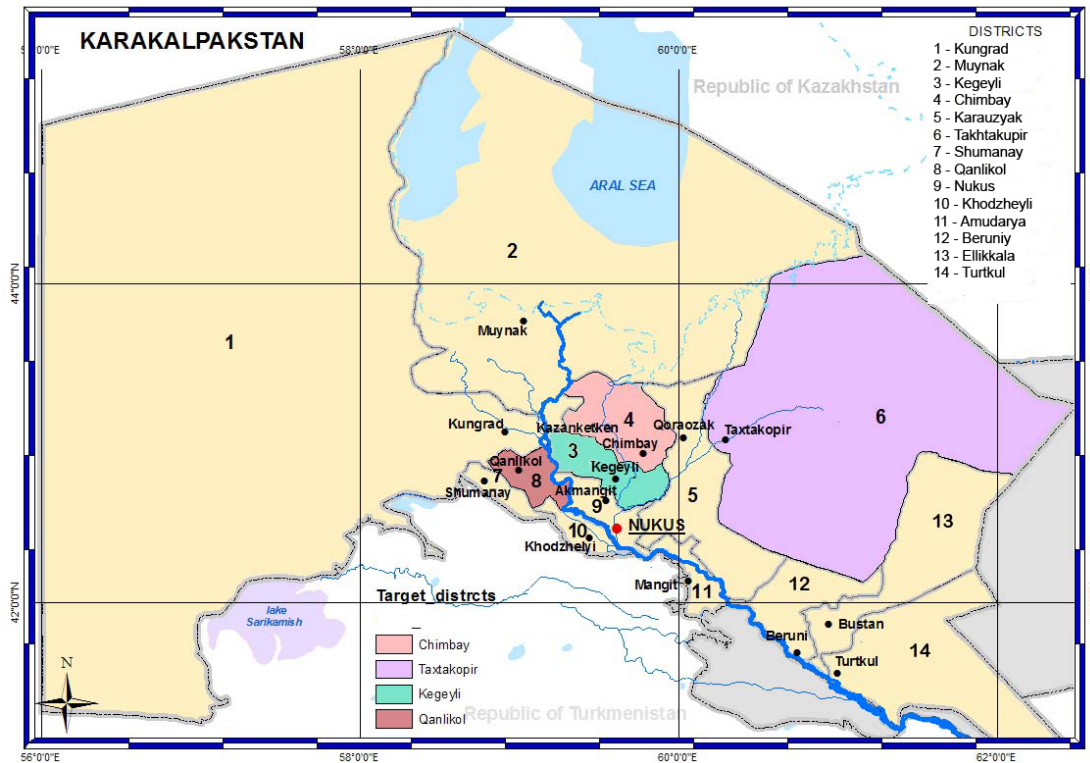 KARAKALPAKSTAN
58°0'0"E
60°0'0"E
DISTRICTS
1 - Kungrad
2 - Muynak
3 - Kegeyli
4 - Chimbay
5 - Karauzyak
6 - Takhtakupir
7 - Shumanay
8 - Qanlikol
9 - Nukus
10 - Khodzheyli
11 - Amudarya
12 - Beruniy
13 - Ellikkala
14 - Turtkul
Republic of Kazakhstan
ARAL SEA
2
44°0'0"N
Muynak
1
6
Kungrad
Kazanketken
4
Qoraozak
Taxtakopir
3
Chimbay
Qanlikol
Kegeyli
7
8
Shumanay
Akmangit
5
9
13
NUKUS
10
Khodzhelyi
Mangit
11
12
42°0'0"N
Target_distrcts
lake
Sarikamish
Bustan
Beruni
14
Turtkul
_
Chimbay
Taxtakopir
Kegeyli
Qanlikol
N
Republic of Turkmenistan
56°0'0"E
58°0'0"E
60°0'0"E
62°0'0"E